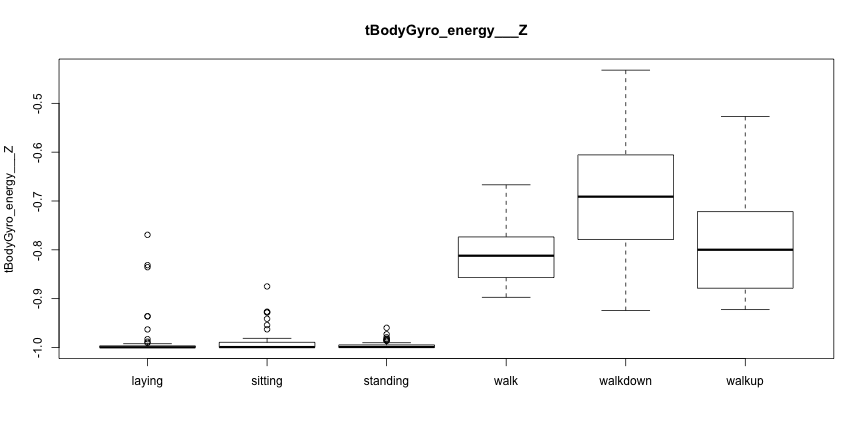 tBodyGyro_energy___Z
tBodyGyro_energy___Z
-0.5
-0.6
-0.7
-0.8
-0.9
-1.0
laying sitting standing walk walkdown walkup